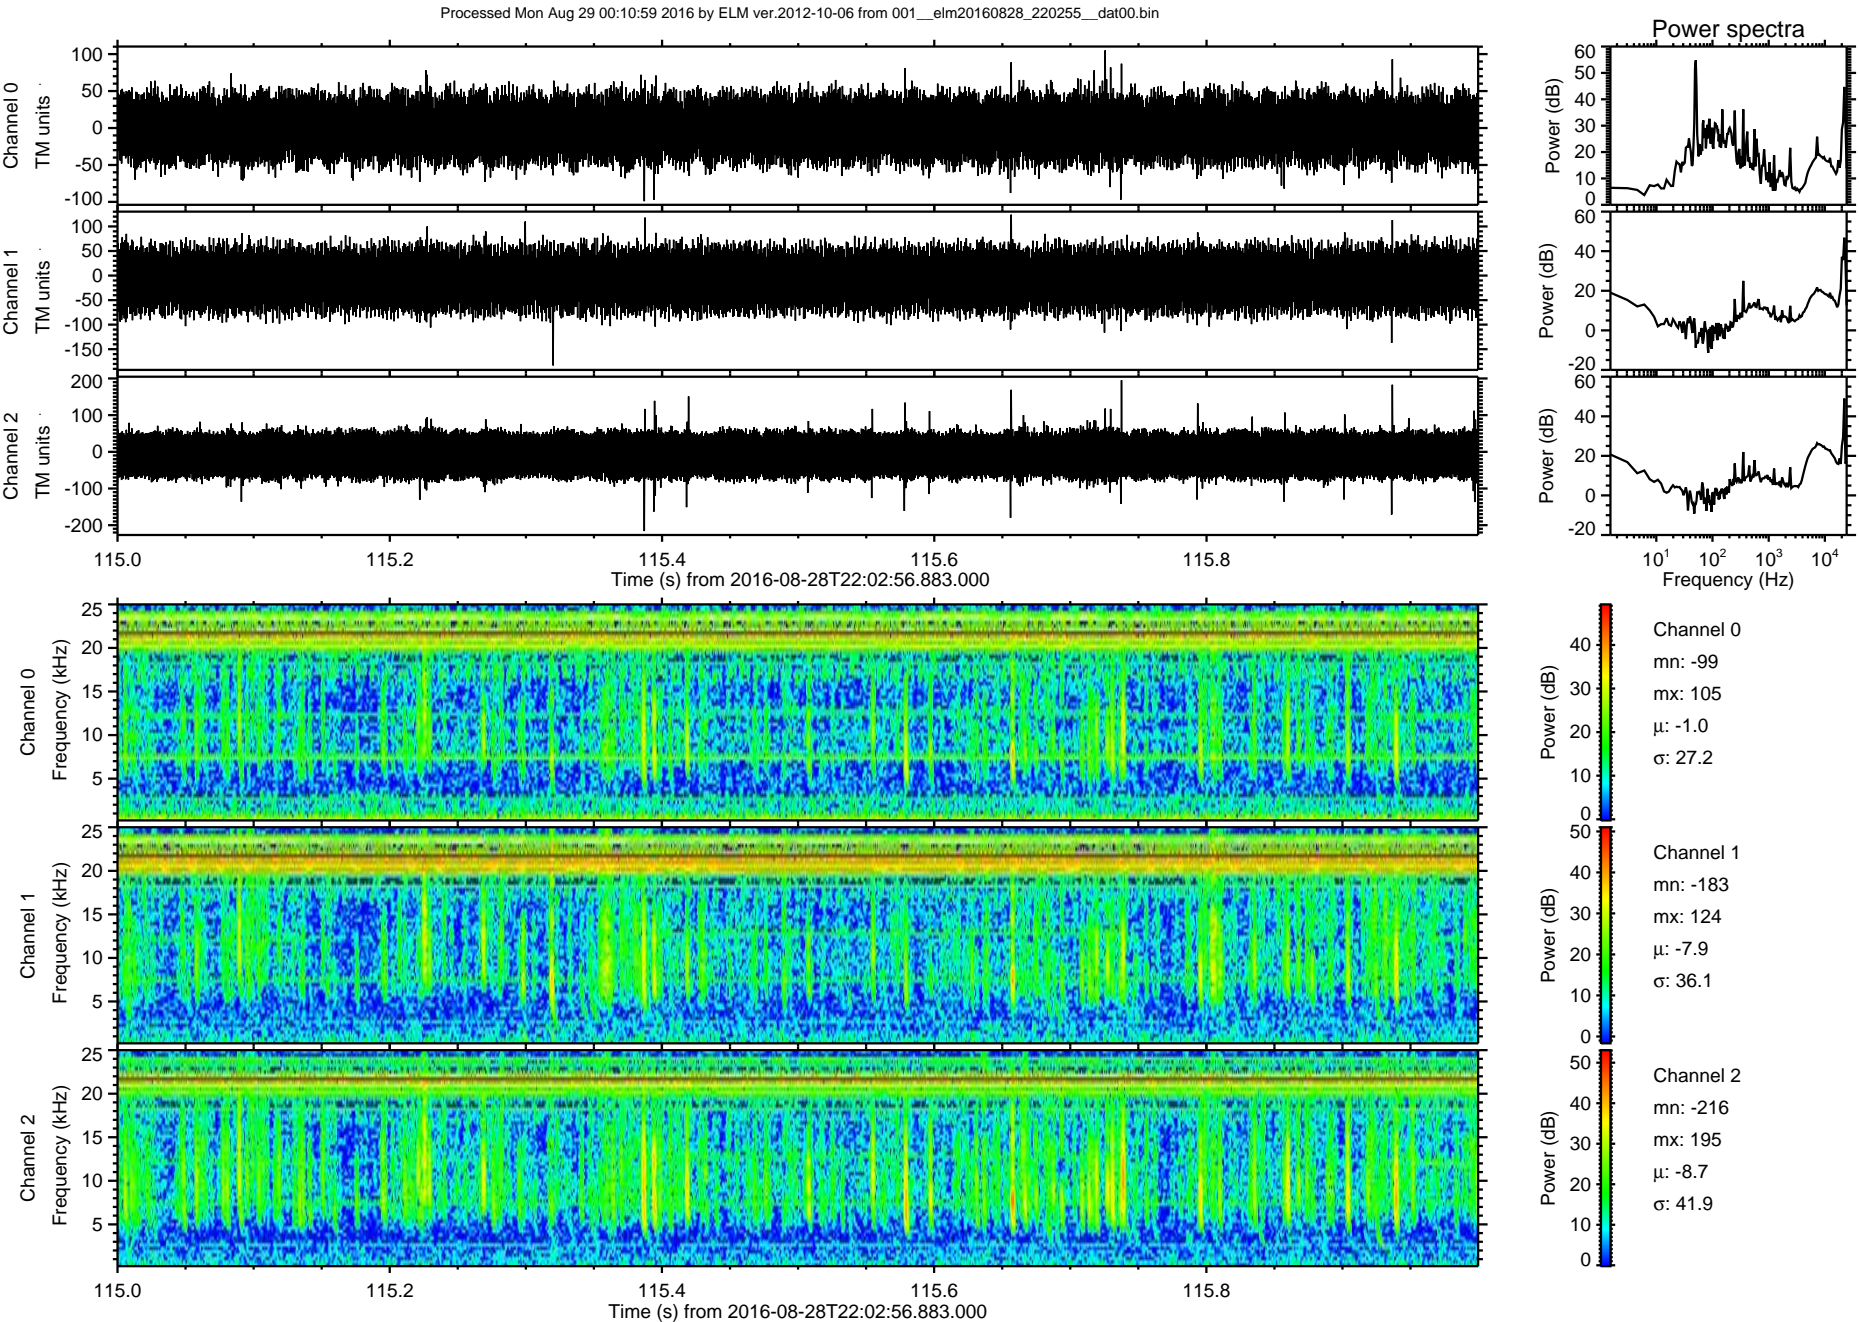 Processed Mon Aug 29 00:10:59 2016 by ELM ver.2012-10-06 from 001__elm20160828_220255__dat00.bin
Power spectra
Channel 0
TM units
100
50
0
-50
-100
Power (dB)
60
50
40
30
20
10
0
Channel 1
TM units
100
50
0
-50
-100
-150
Power (dB)
60
40
20
0
-20
Channel 2
TM units
200
100
0
-100
-200
Power (dB)
60
40
20
0
-20
115.0 115.2 115.4 115.6 115.8
Time (s) from 2016-08-28T22:02:56.883.000
10¹ 10² 10³ 10⁴
Frequency (Hz)
Channel 0
Frequency (kHz)
25
20
15
10
5
Power (dB)
40
30
20
10
0
Channel 0
mn: -99
mx: 105
μ: -1.0
σ: 27.2
Channel 1
Frequency (kHz)
25
20
15
10
5
Power (dB)
50
40
30
20
10
0
Channel 1
mn: -183
mx: 124
μ: -7.9
σ: 36.1
Channel 2
Frequency (kHz)
25
20
15
10
5
Power (dB)
50
40
30
20
10
0
Channel 2
mn: -216
mx: 195
μ: -8.7
σ: 41.9
115.0 115.2 115.4 115.6 115.8
Time (s) from 2016-08-28T22:02:56.883.000